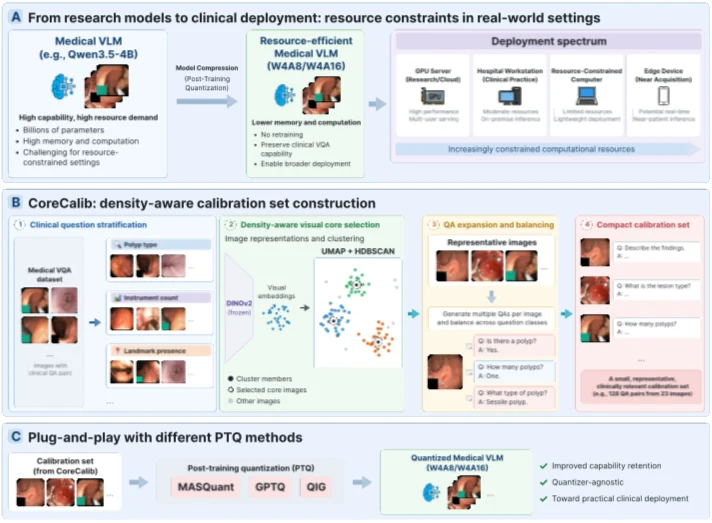 A From research models to clinical deployment: resource constraints in real-world settings
Medical VLM
(e.g., Qwen3.5-4B)
High capability, high resource demand
• Billions of parameters
• High memory and computation
• Challenging for resource-
constrained settings
Model Compression
(Post-Training
Quantization)
Resource-efficient
Medical VLM
(W4A8/W4A16)
Lower memory and computation
• No retraining
• Preserve clinical VQA
capability
• Enable broader deployment
Deployment spectrum
GPU Server
(Research/Cloud)
High performance
Multi-user serving
Hospital Workstation
(Clinical Practice)
Moderate resources
On-premise inference
Resource-Constrained
Computer
Limited resources
Lightweight deployment
Edge Device
(Near Acquisition)
Potential real-time
Near-patient inference
Increasingly constrained computational resources
B CoreCalib: density-aware calibration set construction
1 Clinical question stratification
Medical VQA
dataset
...
Images with
clinical QA pairs
Polyp type
Instrument count
Landmark presence
...
2 Density-aware visual core selection
Image representations and clustering
DINOv2
(frozen)
Visual
embeddings
UMAP + HDBSCAN
Cluster members
Selected core images
Other images
3 QA expansion and balancing
Representative images
...
Generate multiple QAs per image
and balance across question classes
Q: Is there a polyp?
A: Yes.
Q: How many polyps?
A: One.
Q: What type of polyp?
A: Sessile polyp.
4 Compact calibration set
Q: Describe the findings.
A: ...
Q: What is the lesion type?
A: ...
Q: How many polyps?
A: ...
...
A small, representative,
clinically relevant calibration set
(e.g., 128 QA pairs from 23 images)
C Plug-and-play with different PTQ methods
Calibration set
(from CoreCalib)
...
Post-training quantization (PTQ)
MASQuant
GPTQ
QIG
Quantized Medical VLM
(W4A8/W4A16)
...
✓ Improved capability retention
✓ Quantizer-agnostic
✓ Toward practical clinical deployment